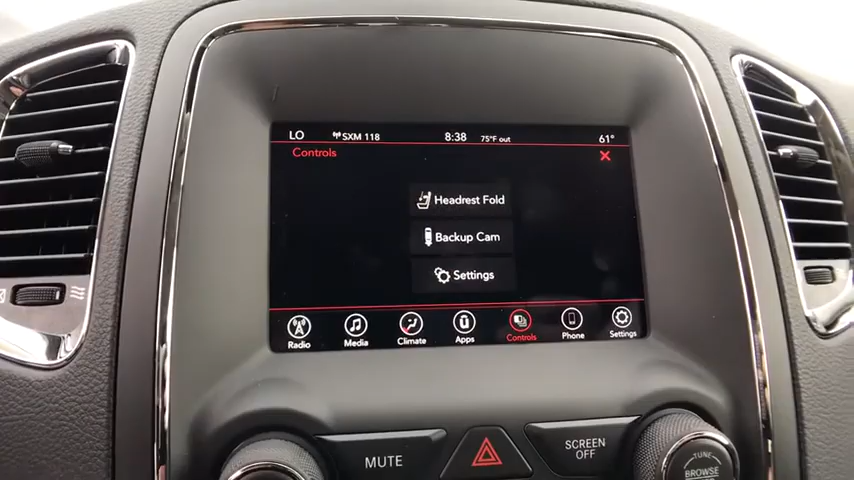 LO SXM 118 8:38 75°F out 61°
Controls X
Headrest Fold
Backup Cam
Settings
Radio Media Climate Apps Controls Phone Settings
MUTE
SCREEN
OFF
TUNE
BROWSE